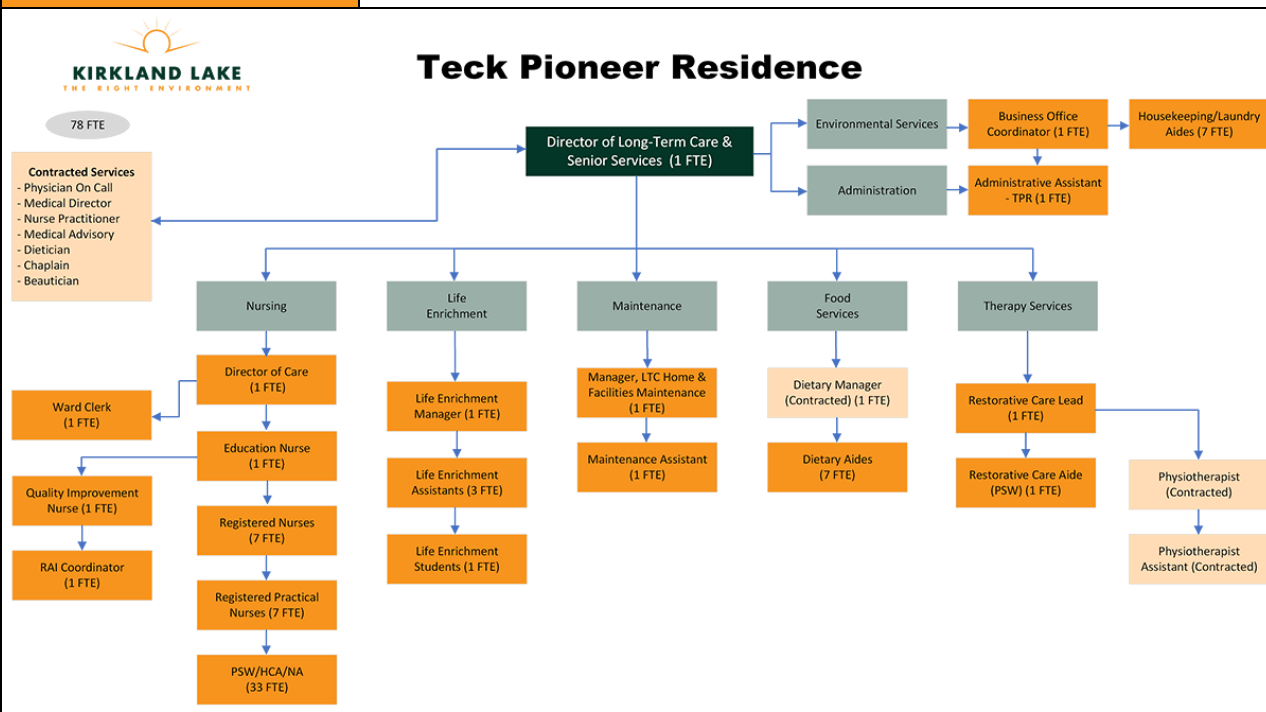 KIRKLAND LAKE
THE RIGHT ENVIRONMENT
Teck Pioneer Residence
78 FTE
Contracted Services
- Physician On Call
- Medical Director
- Nurse Practitioner
- Medical Advisory
- Dietician
- Chaplain
- Beautician
Director of Long-Term Care &
Senior Services (1 FTE)
Environmental Services
Business Office
Coordinator (1 FTE)
Housekeeping/Laundry
Aides (7 FTE)
Administration
Administrative Assistant
- TPR (1 FTE)
Nursing
Life
Enrichment
Maintenance
Food
Services
Therapy Services
Director of Care
(1 FTE)
Ward Clerk
(1 FTE)
Education Nurse
(1 FTE)
Quality Improvement
Nurse (1 FTE)
RAI Coordinator
(1 FTE)
Registered Nurses
(7 FTE)
Registered Practical
Nurses (7 FTE)
PSW/HCA/NA
(33 FTE)
Life Enrichment
Manager (1 FTE)
Life Enrichment
Assistants (3 FTE)
Life Enrichment
Students (1 FTE)
Manager, LTC Home &
Facilities Maintenance
(1 FTE)
Maintenance Assistant
(1 FTE)
Dietary Manager
(Contracted) (1 FTE)
Dietary Aides
(7 FTE)
Restorative Care Lead
(1 FTE)
Restorative Care Aide
(PSW) (1 FTE)
Physiotherapist
(Contracted)
Physiotherapist
Assistant (Contracted)